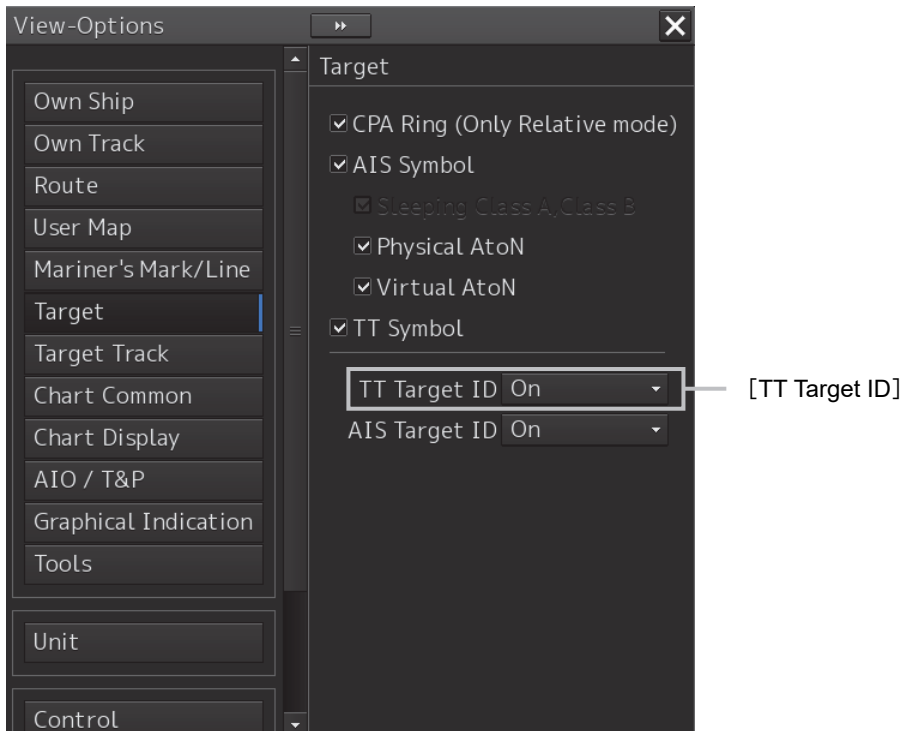 View-Options
Own Ship
Own Track
Route
User Map
Mariner's Mark/Line
Target
Target Track
Chart Common
Chart Display
AIO / T&P
Graphical Indication
Tools
Unit
Control
Target
CPA Ring (Only Relative mode)
AIS Symbol
Sleeping Class A,Class B
Physical AtoN
Virtual AtoN
TT Symbol
TT Target ID On
AIS Target ID On
[TT Target ID]